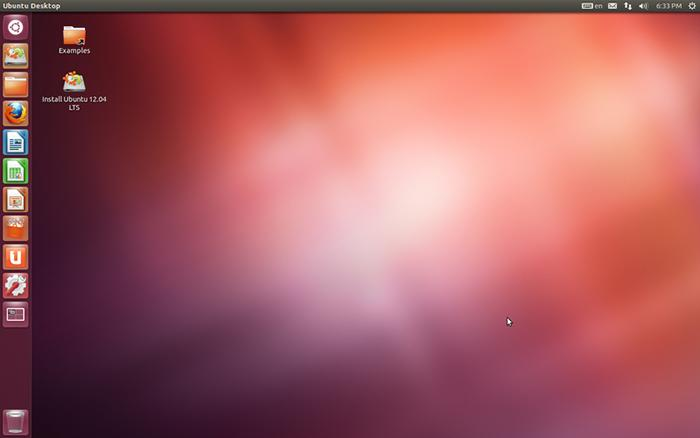 Ubuntu Desktop
en
6:33 PM
Examples
Install Ubuntu 12.04
LTS